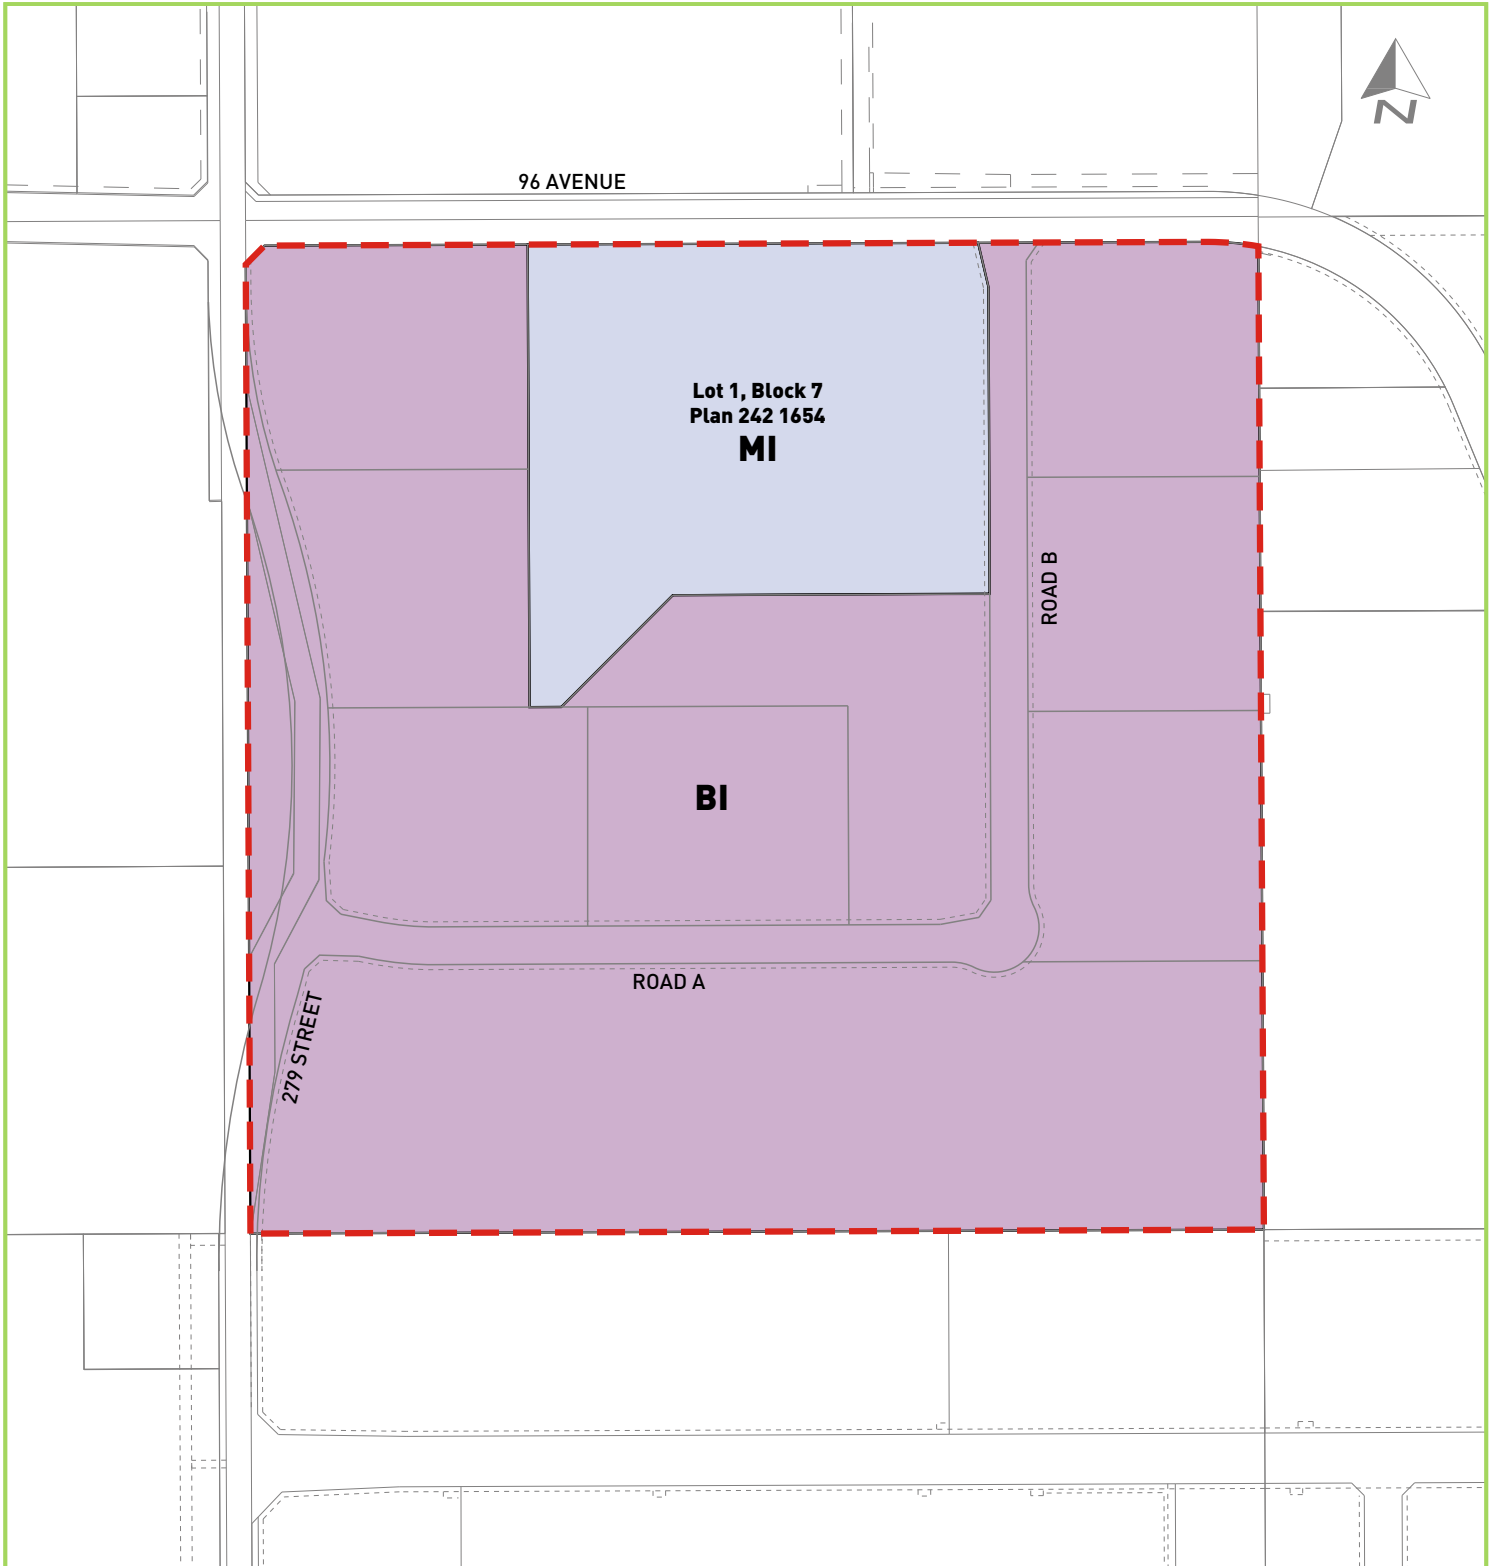 N
96 AVENUE
Lot 1, Block 7
Plan 242 1654
MI
ROAD B
BI
ROAD A
279 STREET